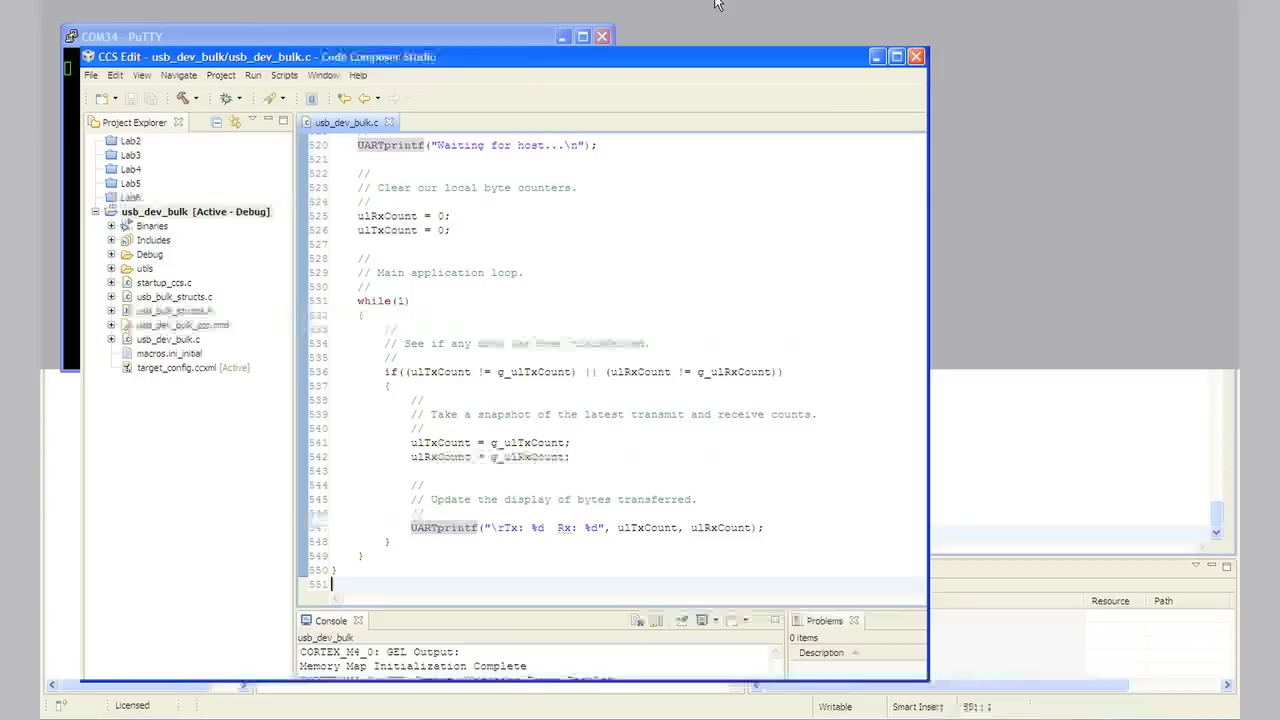 COM34 - PuTTY
CCS Edit - usb_dev_bulk/usb_dev_bulk.c - Code Composer Studio
File Edit View Navigate Project Run Scripts Window Help
Project Explorer
usb_dev_bulk.c
Lab2
Lab3
Lab4
Lab5
usb_dev_bulk [Active - Debug]
Binaries
Includes
Debug
utils
startup_ccs.c
usb_bulk_structs.c
usb_dev_bulk.c
macros.ini_initial
target_config.ccxml [Active]
520 UARTprintf("Waiting for host...\n");
521
522 //
523 // Clear our local byte counters.
524 //
525 ulRxCount = 0;
526 ulTxCount = 0;
527
528 //
529 // Main application loop.
530 //
531 while(1)
532 {
533 //
534 // See if any
535 //
536 if((ulTxCount != g_ulTxCount) || (ulRxCount != g_ulRxCount))
537 {
538 //
539 // Take a snapshot of the latest transmit and receive counts.
540 //
541 ulTxCount = g_ulTxCount;
542 ulRxCount = g_ulRxCount;
543
544 //
545 // Update the display of bytes transferred.
546 //
547 UARTprintf("\rTx: %d  Rx: %d", ulTxCount, ulRxCount);
548 }
549 }
550 }
551
Console
usb_dev_bulk
CORTEX_M4_0: GEL Output:
Memory Map Initialization Complete
Problems
0 items
Description
Resource Path
Licensed
Writable
Smart Insert